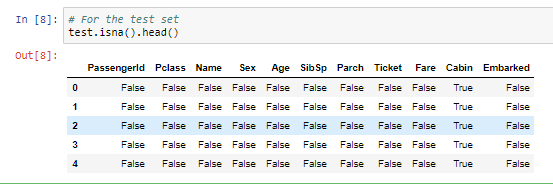 In [8]: # For the test set
test.isna().head()
Out[8]:
PassengerId Pclass Name Sex Age SibSp Parch Ticket Fare Cabin Embarked
0 False False False False False False False False False True False
1 False False False False False False False False False True False
2 False False False False False False False False False True False
3 False False False False False False False False False True False
4 False False False False False False False False False True False